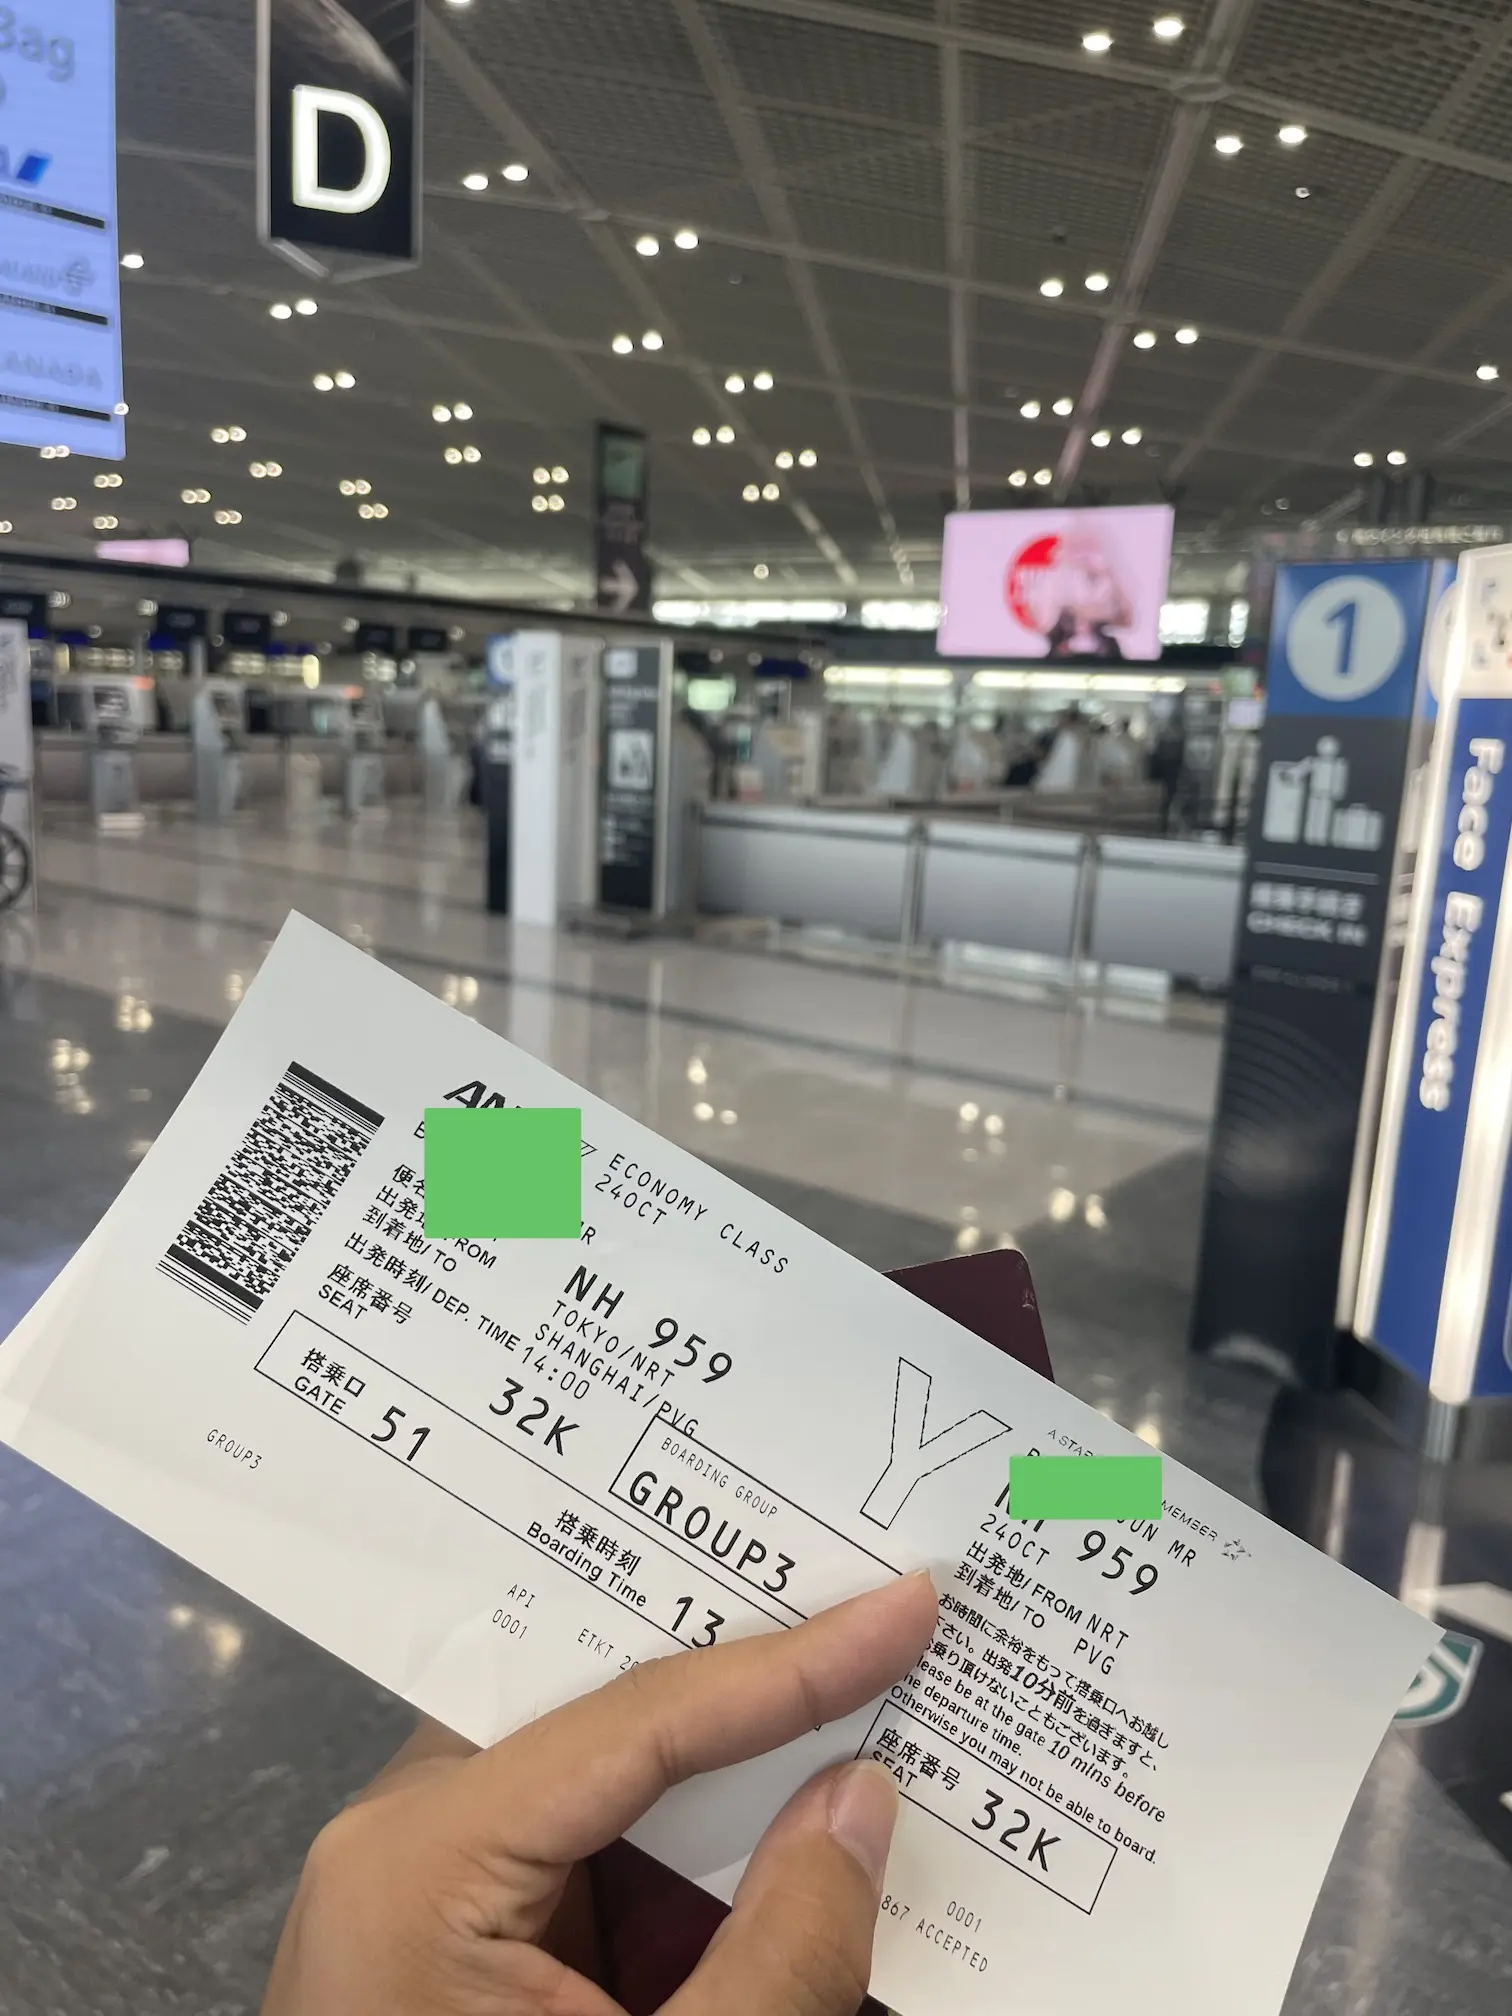 Bag
D
1
CHECK IN
Face Express
ECONOMY CLASS
24OCT
便名
出発地/FROM
到着地/TO
出発時刻/DEP. TIME
座席番号
SEAT
NH 959
TOKYO/NRT
SHANGHAI/PVG
14:00
32K
搭乗口
GATE 51
BOARDING GROUP
GROUP3
GROUP3
搭乗時刻
Boarding Time 13
API
0001
ETKT
Y
MEMBER
JUN MR
959
24OCT
出発地/FROM NRT
到着地/TO PVG
お時間に余裕をもって搭乗口へお越し
さい。出発10分前を過ぎますと、
乗り頂けないこともございます。
lease be at the gate 10 mins before
he departure time.
Otherwise you may not be able to board.
座席番号
SEAT 32K
0001
867 ACCEPTED